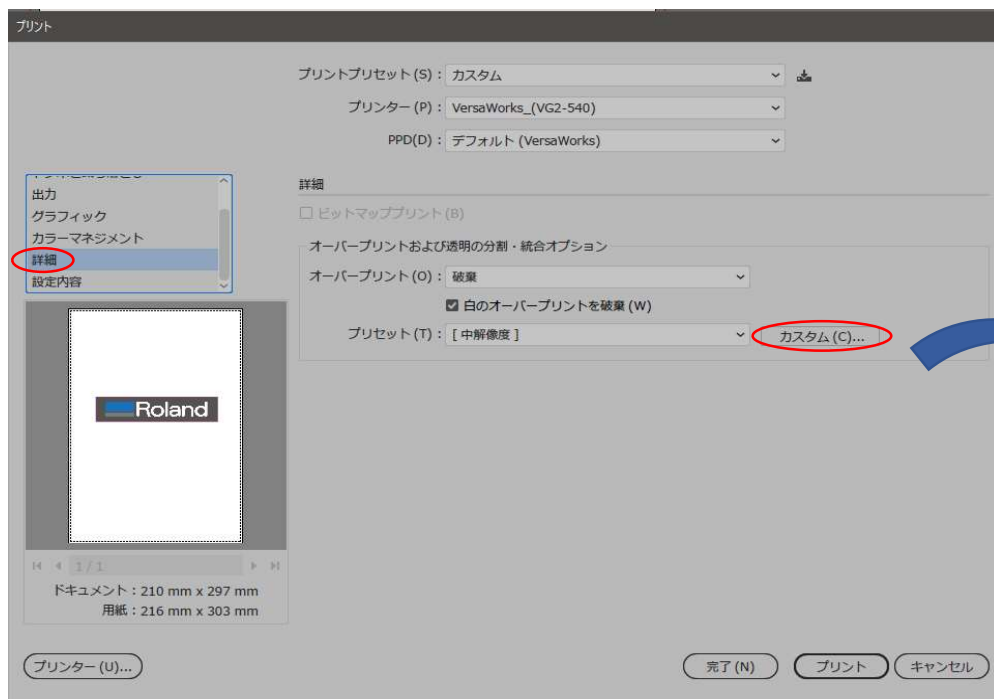 プリント
プリントプリセット(S)： カスタム
プリンター(P)： VersaWorks_(VG2-540)
PPD(D)： デフォルト (VersaWorks)
出力
グラフィック
カラーマネジメント
詳細
設定内容
詳細
ビットマッププリント(B)
オーバープリントおよび透明の分割・統合オプション
オーバープリント(O)： 破棄
白のオーバープリントを破棄(W)
プリセット(T)： [ 中解像度 ]
カスタム(C)...
Roland
1 / 1
ドキュメント：210 mm x 297 mm
用紙：216 mm x 303 mm
プリンター(U)...
完了(N)
プリント
キャンセル